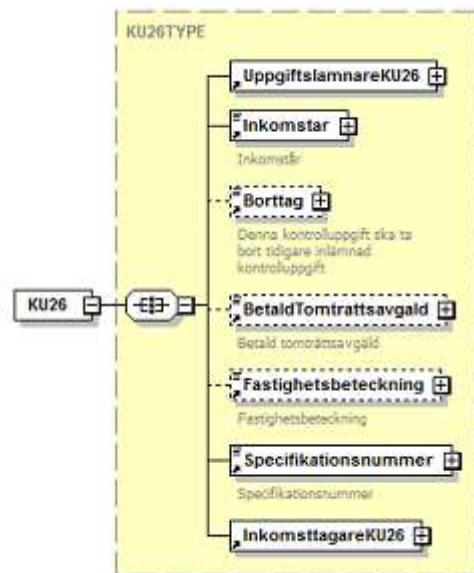 KU26TYPE
UppgiftslamnareKU26
Inkomstar
Inkomstår
Borttag
Denna kontrolluppgift ska ta
bort tidigare inlämnad
kontrolluppgift
KU26
BetaldTomtrattsavgald
Betald tomträttsavgäld
Fastighetsbeteckning
Fastighetsbeteckning
Specifikationsnummer
Specifikationsnummer
InkomsttagareKU26